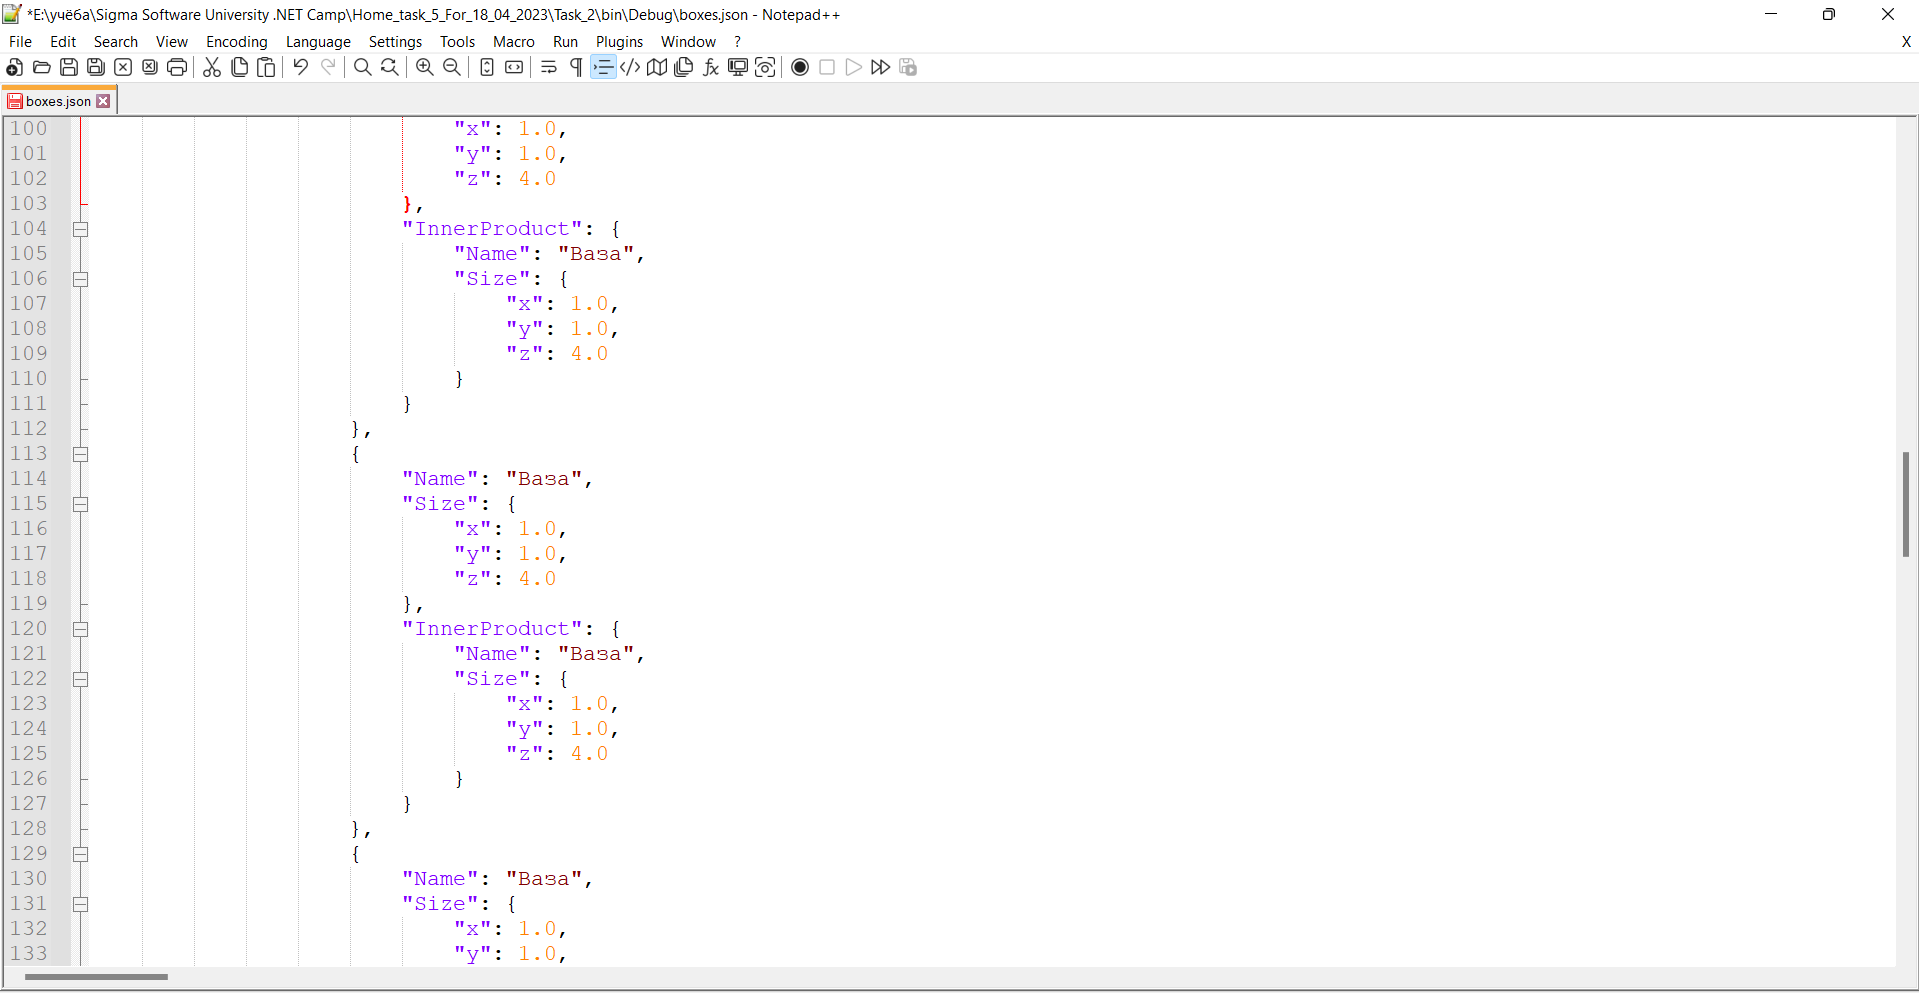 *E:\учёба\Sigma Software University .NET Camp\Home_task_5_For_18_04_2023\Task_2\bin\Debug\boxes.json - Notepad++
File Edit Search View Encoding Language Settings Tools Macro Run Plugins Window ? X
boxes.json
100 "x": 1.0,
101 "y": 1.0,
102 "z": 4.0
103 },
104 "InnerProduct": {
105 "Name": "Ваза",
106 "Size": {
107 "x": 1.0,
108 "y": 1.0,
109 "z": 4.0
110 }
111 }
112 },
113 {
114 "Name": "Ваза",
115 "Size": {
116 "x": 1.0,
117 "y": 1.0,
118 "z": 4.0
119 },
120 "InnerProduct": {
121 "Name": "Ваза",
122 "Size": {
123 "x": 1.0,
124 "y": 1.0,
125 "z": 4.0
126 }
127 }
128 },
129 {
130 "Name": "Ваза",
131 "Size": {
132 "x": 1.0,
133 "y": 1.0,